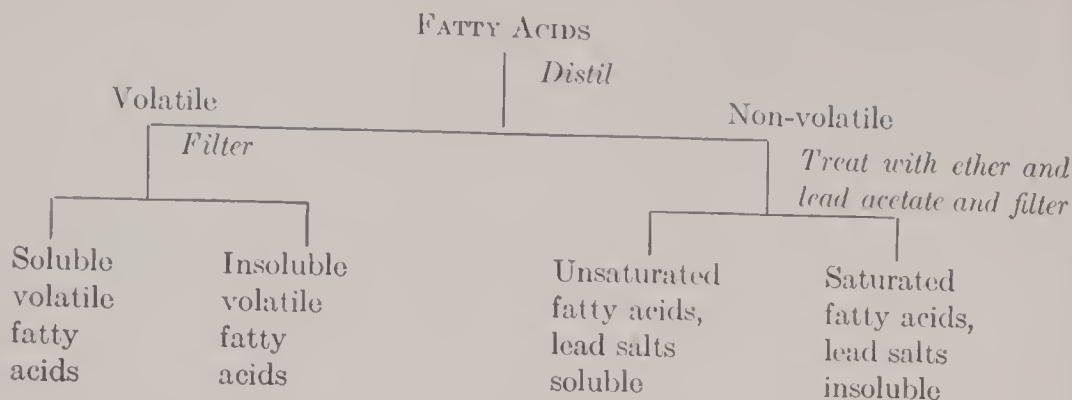 FATTY ACIDS
Distil
Volatile
Non-volatile
Filter
Treat with ether and
lead acetate and filter
Soluble
volatile
fatty
acids
Insoluble
volatile
fatty
acids
Unsaturated
fatty acids,
lead salts
soluble
Saturated
fatty acids,
lead salts
insoluble